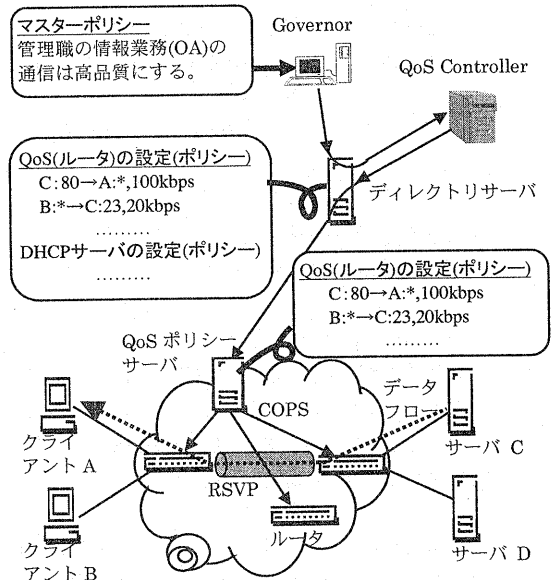 マスターポリシー
管理職の情報業務(OA)の
通信は高品質にする。
Governor
QoS Controller
QoS(ルータ)の設定(ポリシー)
C:80→A:*,100kbps
B:*→C:23,20kbps
.........
DHCPサーバの設定(ポリシー)
.........
ディレクトリサーバ
QoS(ルータ)の設定(ポリシー)
C:80→A:*,100kbps
B:*→C:23,20kbps
.........
QoS ポリシー
サーバ
COPS
データ
フロー
クライ
アント A
RSVP
サーバ C
ルータ
クライ
アント B
サーバ D